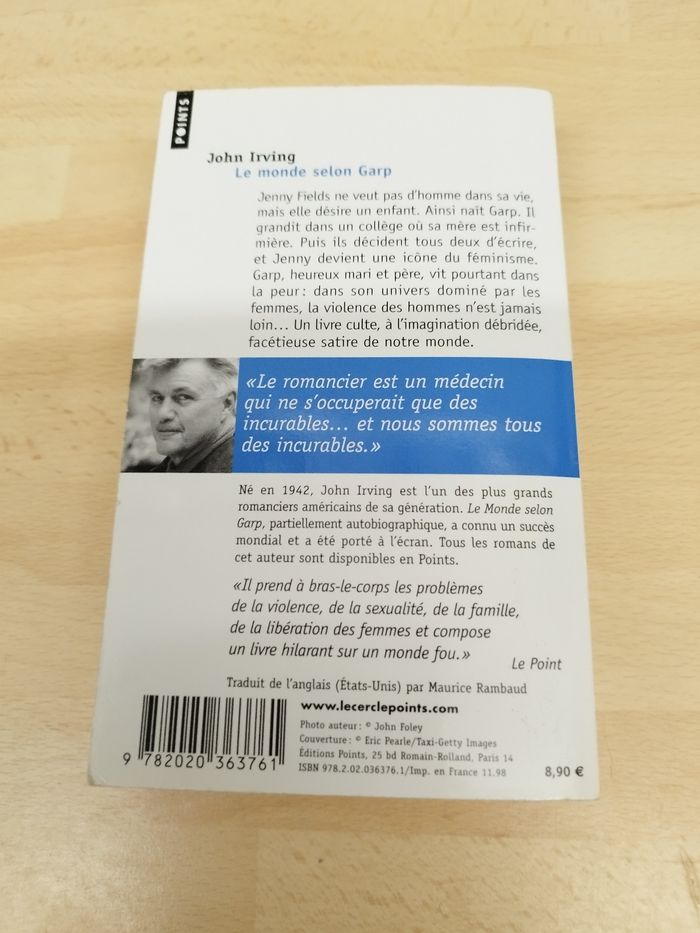 POINTS
John Irving
Le monde selon Garp
Jenny Fields ne veut pas d'homme dans sa vie,
mais elle désire un enfant. Ainsi naît Garp. Il
grandit dans un collège où sa mère est infir-
mière. Puis ils décident tous deux d'écrire,
et Jenny devient une icône du féminisme.
Garp, heureux mari et père, vit pourtant dans
la peur : dans son univers dominé par les
femmes, la violence des hommes n'est jamais
loin... Un livre culte, à l'imagination débridée,
facétieuse satire de notre monde.
«Le romancier est un médecin
qui ne s'occuperait que des
incurables... et nous sommes tous
des incurables.»
Né en 1942, John Irving est l'un des plus grands
romanciers américains de sa génération. Le Monde selon
Garp, partiellement autobiographique, a connu un succès
mondial et a été porté à l'écran. Tous les romans de
cet auteur sont disponibles en Points.
«Il prend à bras-le-corps les problèmes
de la violence, de la sexualité, de la famille,
de la libération des femmes et compose
un livre hilarant sur un monde fou.»
Le Point
Traduit de l'anglais (États-Unis) par Maurice Rambaud
www.lecerclepoints.com
Photo auteur : © John Foley
Couverture : © Eric Pearle/Taxi-Getty Images
Éditions Points, 25 bd Romain-Rolland, Paris 14
ISBN 978.2.02.036376.1/Imp. en France 11.98
8,90 €
9 782020 363761